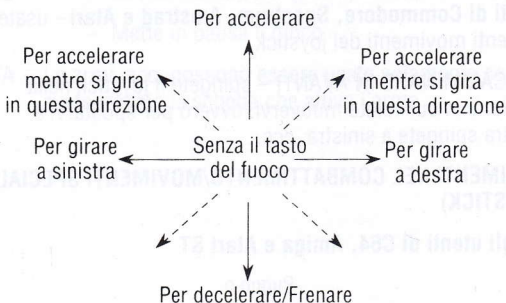 Per accelerare
Per accelerare
mentre si gira
in questa direzione
Per accelerare
mentre si gira
in questa direzione
Per girare
a sinistra
Senza il tasto
del fuoco
Per girare
a destra
Per decelerare/Frenare